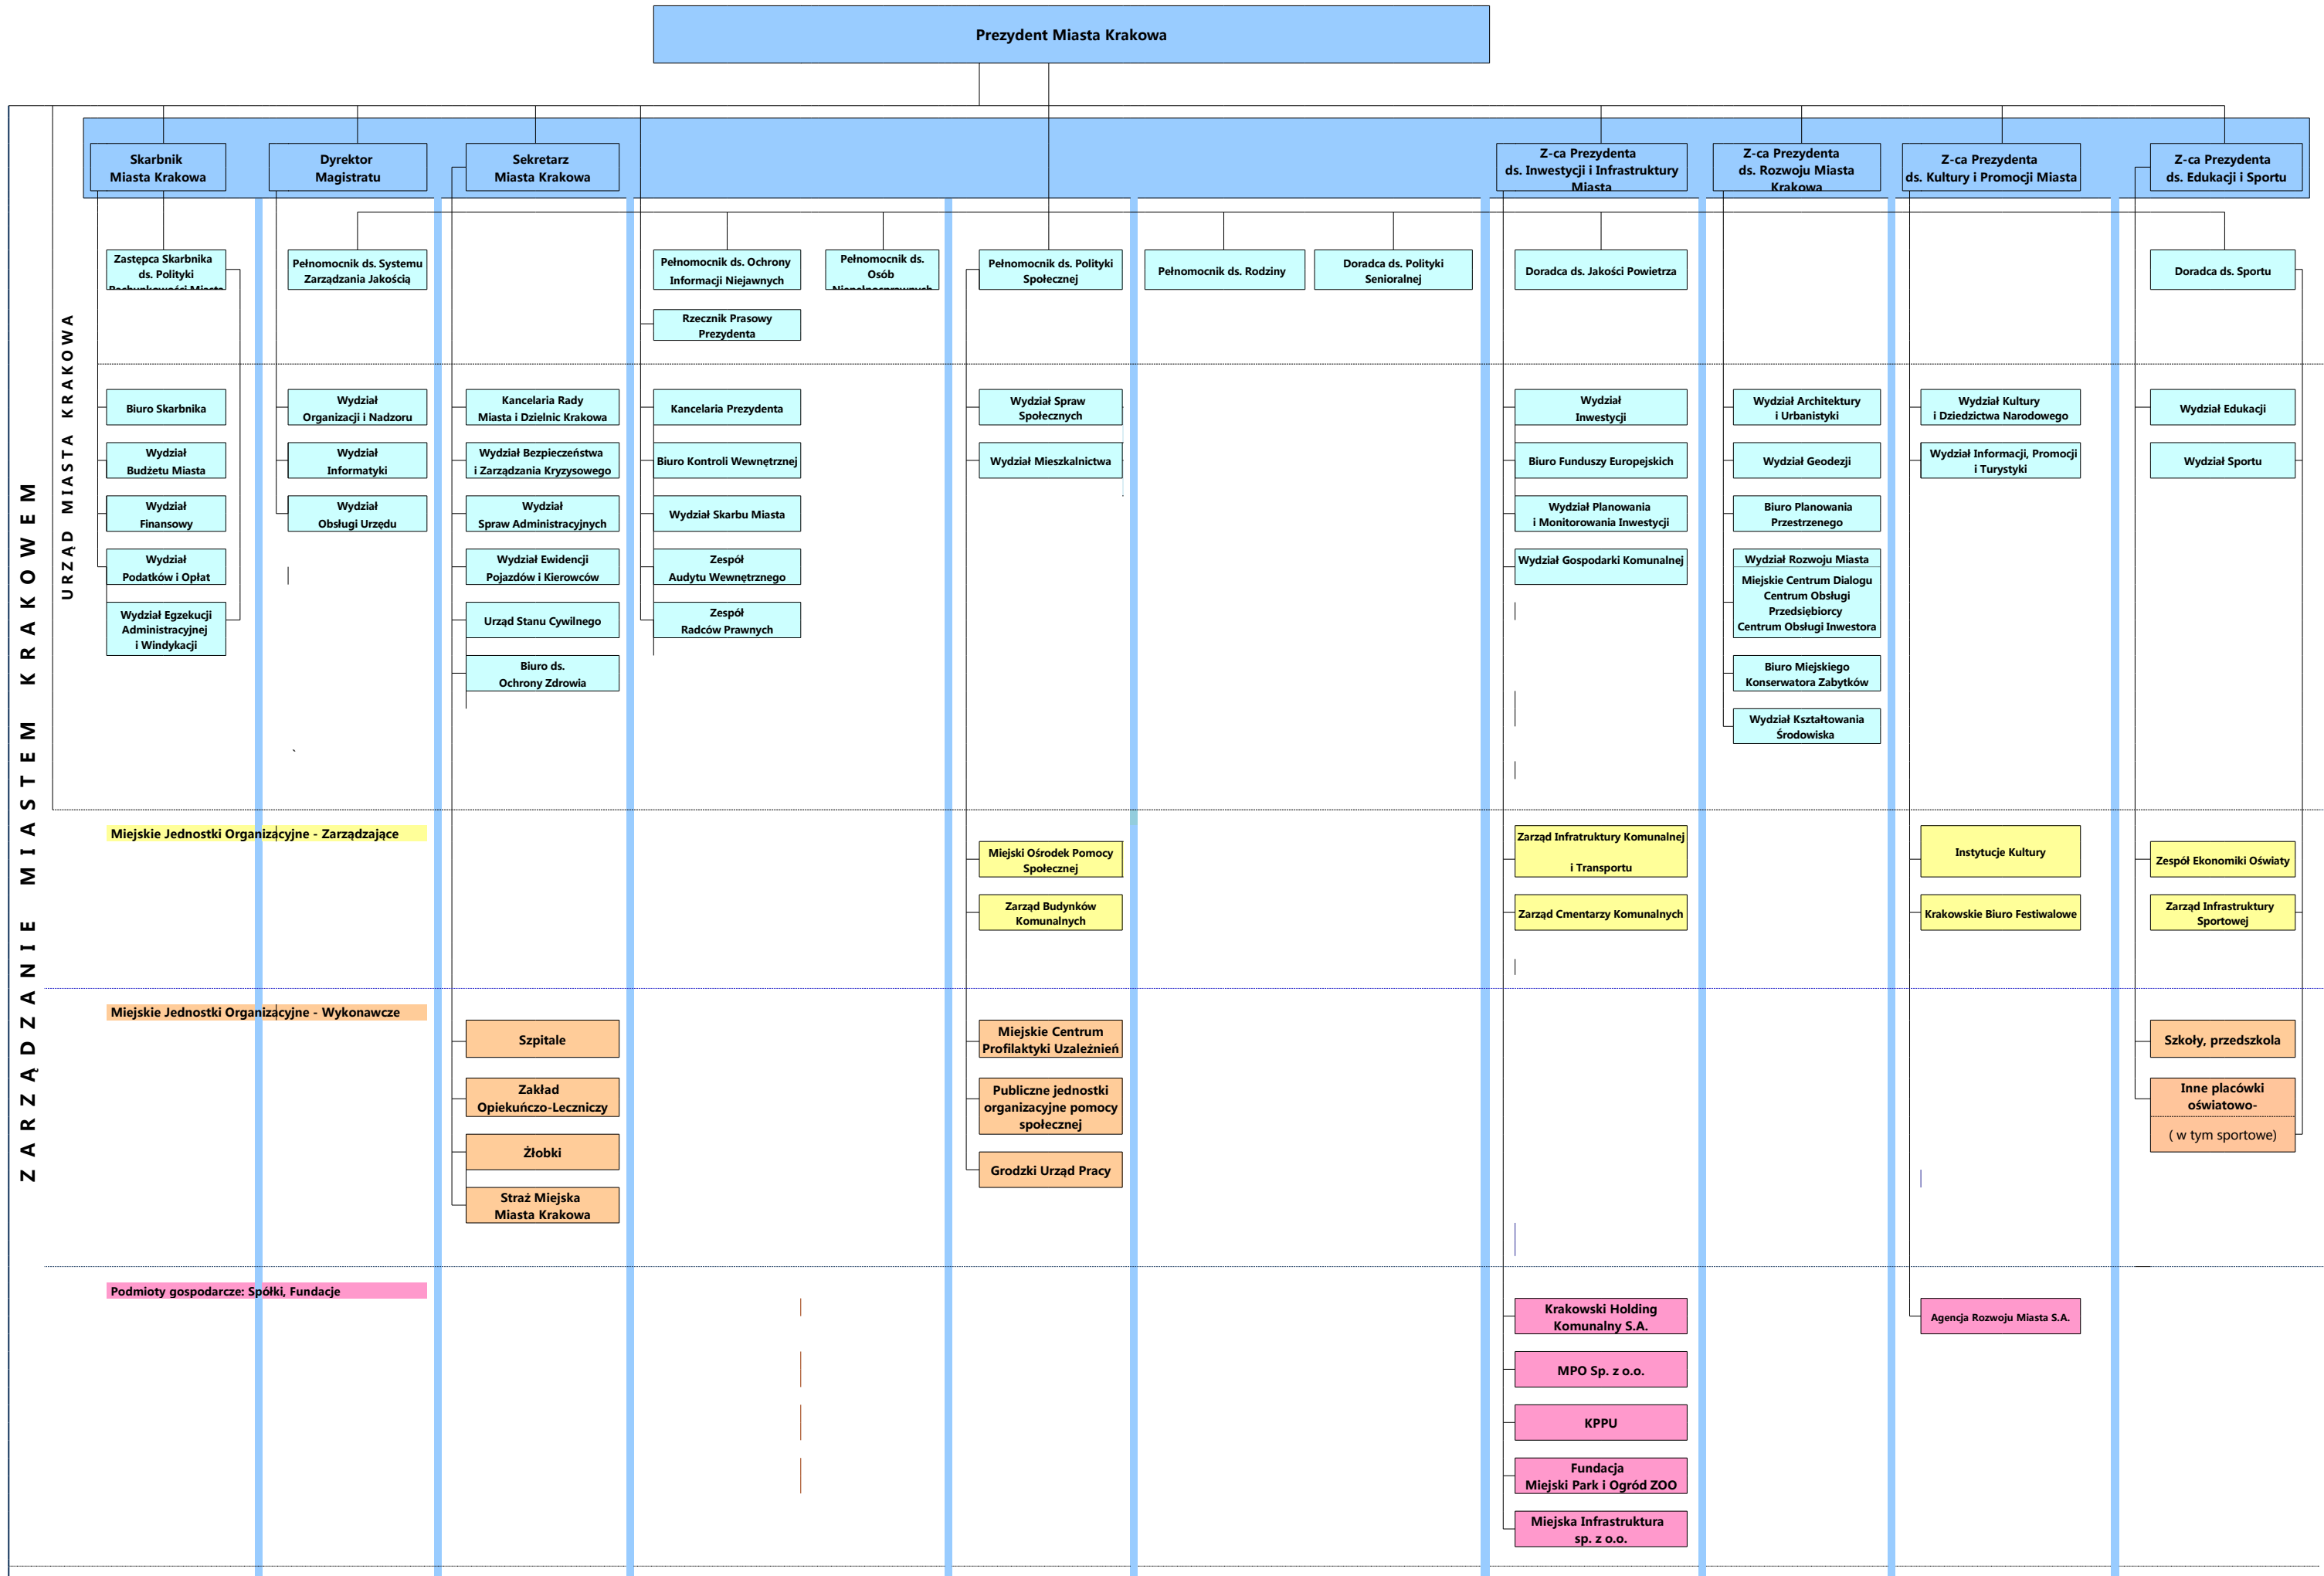 Prezydent Miasta Krakowa
Skarbnik
Miasta Krakowa
Dyrektor
Magistratu
Sekretarz
Miasta Krakowa
Z-ca Prezydenta
ds. Inwestycji i Infrastruktury
Miasta
Z-ca Prezydenta
ds. Rozwoju Miasta
Krakowa
Z-ca Prezydenta
ds. Kultury i Promocji Miasta
Z-ca Prezydenta
ds. Edukacji i Sportu
Zastępca Skarbnika
ds. Polityki
Rachunkowości Miasta
Pełnomocnik ds. Systemu
Zarządzania Jakością
Pełnomocnik ds. Ochrony
Informacji Niejawnych
Pełnomocnik ds.
Osób
Niepełnosprawnych
Pełnomocnik ds. Polityki
Społecznej
Pełnomocnik ds. Rodziny
Doradca ds. Polityki
Senioralnej
Doradca ds. Jakości Powietrza
Doradca ds. Sportu
Rzecznik Prasowy
Prezydenta
ZARZĄDZANIE MIASTEM KRAKOWEM
URZĄD MIASTA KRAKOWA
Biuro Skarbnika
Wydział
Budżetu Miasta
Wydział
Finansowy
Wydział
Podatków i Opłat
Wydział Egzekucji
Administracyjnej
i Windykacji
Wydział
Organizacji i Nadzoru
Wydział
Informatyki
Wydział
Obsługi Urzędu
`
Kancelaria Rady
Miasta i Dzielnic Krakowa
Wydział Bezpieczeństwa
i Zarządzania Kryzysowego
Wydział
Spraw Administracyjnych
Wydział Ewidencji
Pojazdów i Kierowców
Urząd Stanu Cywilnego
Biuro ds.
Ochrony Zdrowia
Kancelaria Prezydenta
Biuro Kontroli Wewnętrznej
Wydział Skarbu Miasta
Zespół
Audytu Wewnętrznego
Zespół
Radców Prawnych
Wydział Spraw
Społecznych
Wydział Mieszkalnictwa
Wydział
Inwestycji
Biuro Funduszy Europejskich
Wydział Planowania
i Monitorowania Inwestycji
Wydział Gospodarki Komunalnej
Wydział Architektury
i Urbanistyki
Wydział Geodezji
Biuro Planowania
Przestrzenego
Wydział Rozwoju Miasta
Miejskie Centrum Dialogu
Centrum Obsługi
Przedsiębiorcy
Centrum Obsługi Inwestora
Biuro Miejskiego
Konserwatora Zabytków
Wydział Kształtowania
Środowiska
Wydział Kultury
i Dziedzictwa Narodowego
Wydział Informacji, Promocji
i Turystyki
Wydział Edukacji
Wydział Sportu
Miejskie Jednostki Organizacyjne - Zarządzające
Miejski Ośrodek Pomocy
Społecznej
Zarząd Budynków
Komunalnych
Zarząd Infratruktury Komunalnej
i Transportu
Zarząd Cmentarzy Komunalnych
Instytucje Kultury
Krakowskie Biuro Festiwalowe
Zespół Ekonomiki Oświaty
Zarząd Infrastruktury
Sportowej
Miejskie Jednostki Organizacyjne - Wykonawcze
Szpitale
Zakład
Opiekuńczo-Leczniczy
Żłobki
Straż Miejska
Miasta Krakowa
Miejskie Centrum
Profilaktyki Uzależnień
Publiczne jednostki
organizacyjne pomocy
społecznej
Grodzki Urząd Pracy
Szkoły, przedszkola
Inne placówki
oświatowo-
( w tym sportowe)
Podmioty gospodarcze: Spółki, Fundacje
Krakowski Holding
Komunalny S.A.
MPO Sp. z o.o.
KPPU
Fundacja
Miejski Park i Ogród ZOO
Miejska Infrastruktura
sp. z o.o.
Agencja Rozwoju Miasta S.A.